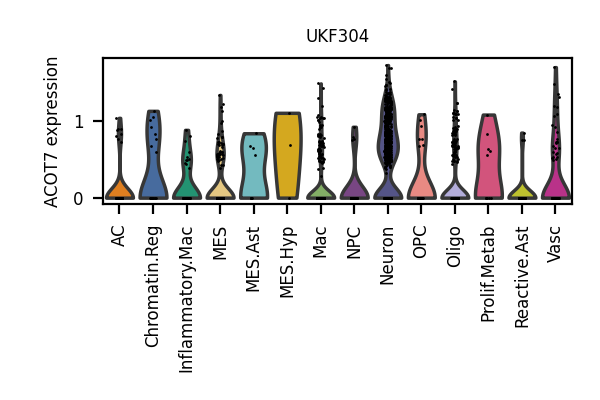 UKF304
ACOT7 expression
1
0
AC
Chromatin.Reg
Inflammatory.Mac
MES
MES.Ast
MES.Hyp
Mac
NPC
Neuron
OPC
Oligo
Prolif.Metab
Reactive.Ast
Vasc